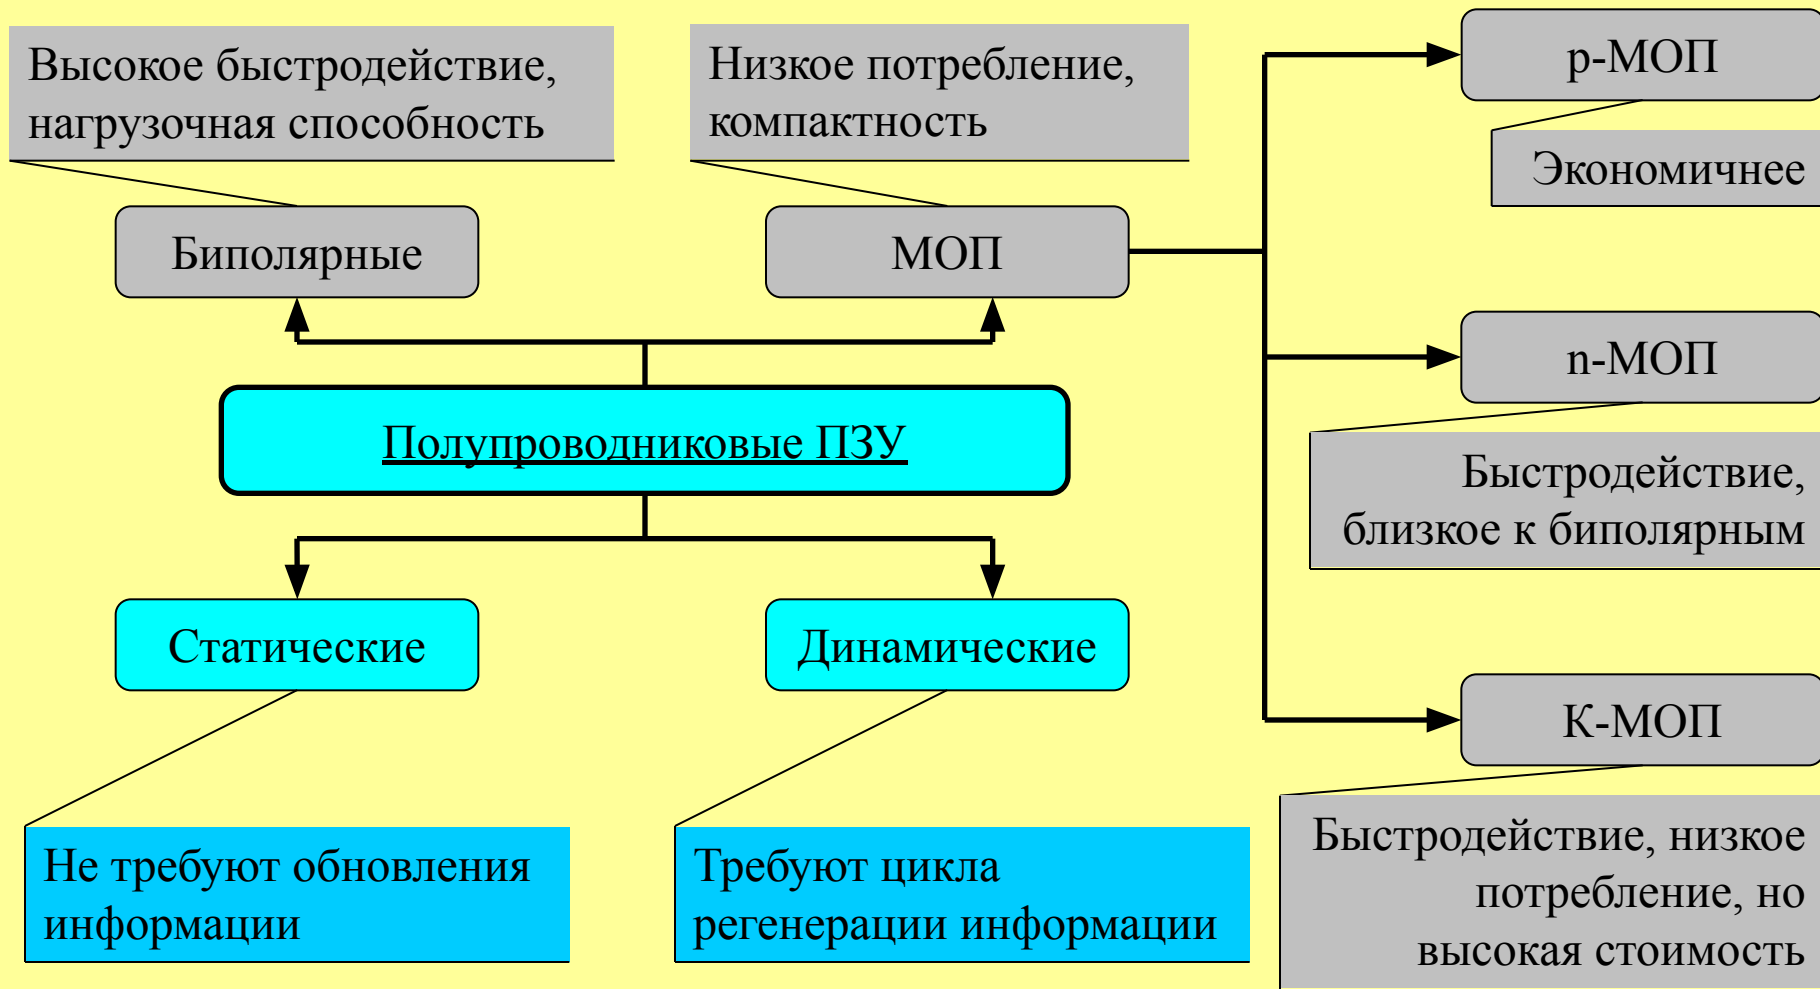 Высокое быстродействие,
нагрузочная способность
Низкое потребление,
компактность
р-МОП
Экономичнее
Биполярные
МОП
n-МОП
Полупроводниковые ПЗУ
Быстродействие,
близкое к биполярным
Статические
Динамические
К-МОП
Не требуют обновления
информации
Требуют цикла
регенерации информации
Быстродействие, низкое
потребление, но
высокая стоимость